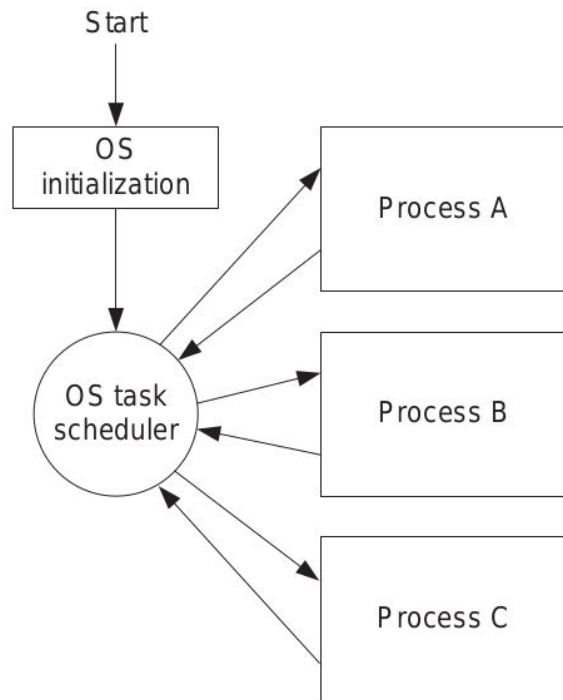 Start
OS
initialization
Process A
OS task
scheduler
Process B
Process C